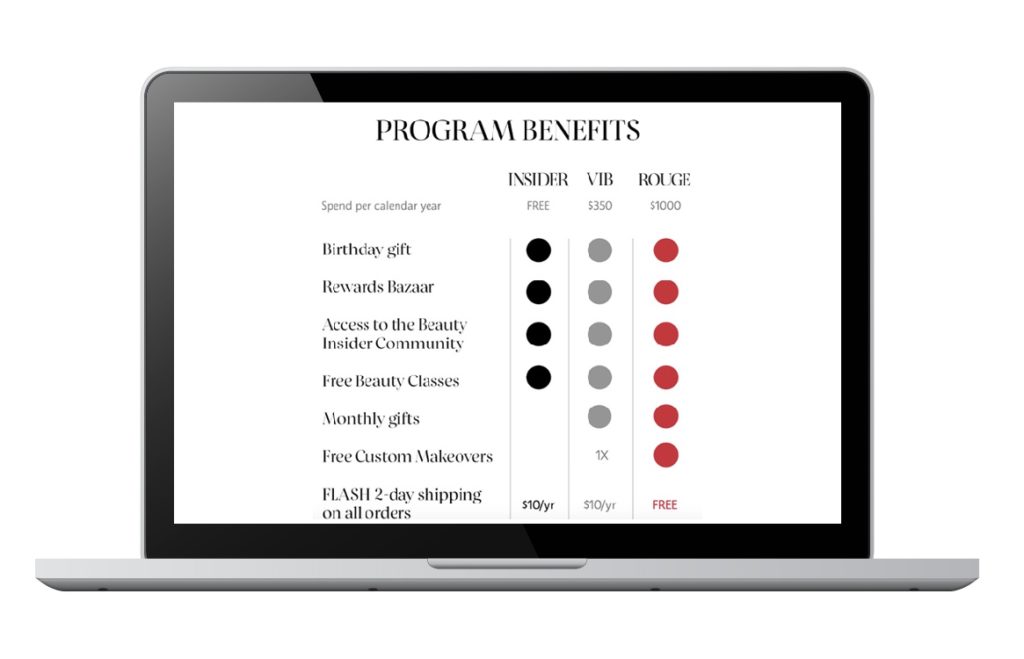 PROGRAM BENEFITS
INSIDER VIB ROUGE
Spend per calendar year FREE $350 $1000
Birthday gift
Rewards Bazaar
Access to the Beauty
Insider Community
Free Beauty Classes
Monthly gifts
Free Custom Makeovers 1X
FLASH 2-day shipping
on all orders $10/yr $10/yr FREE